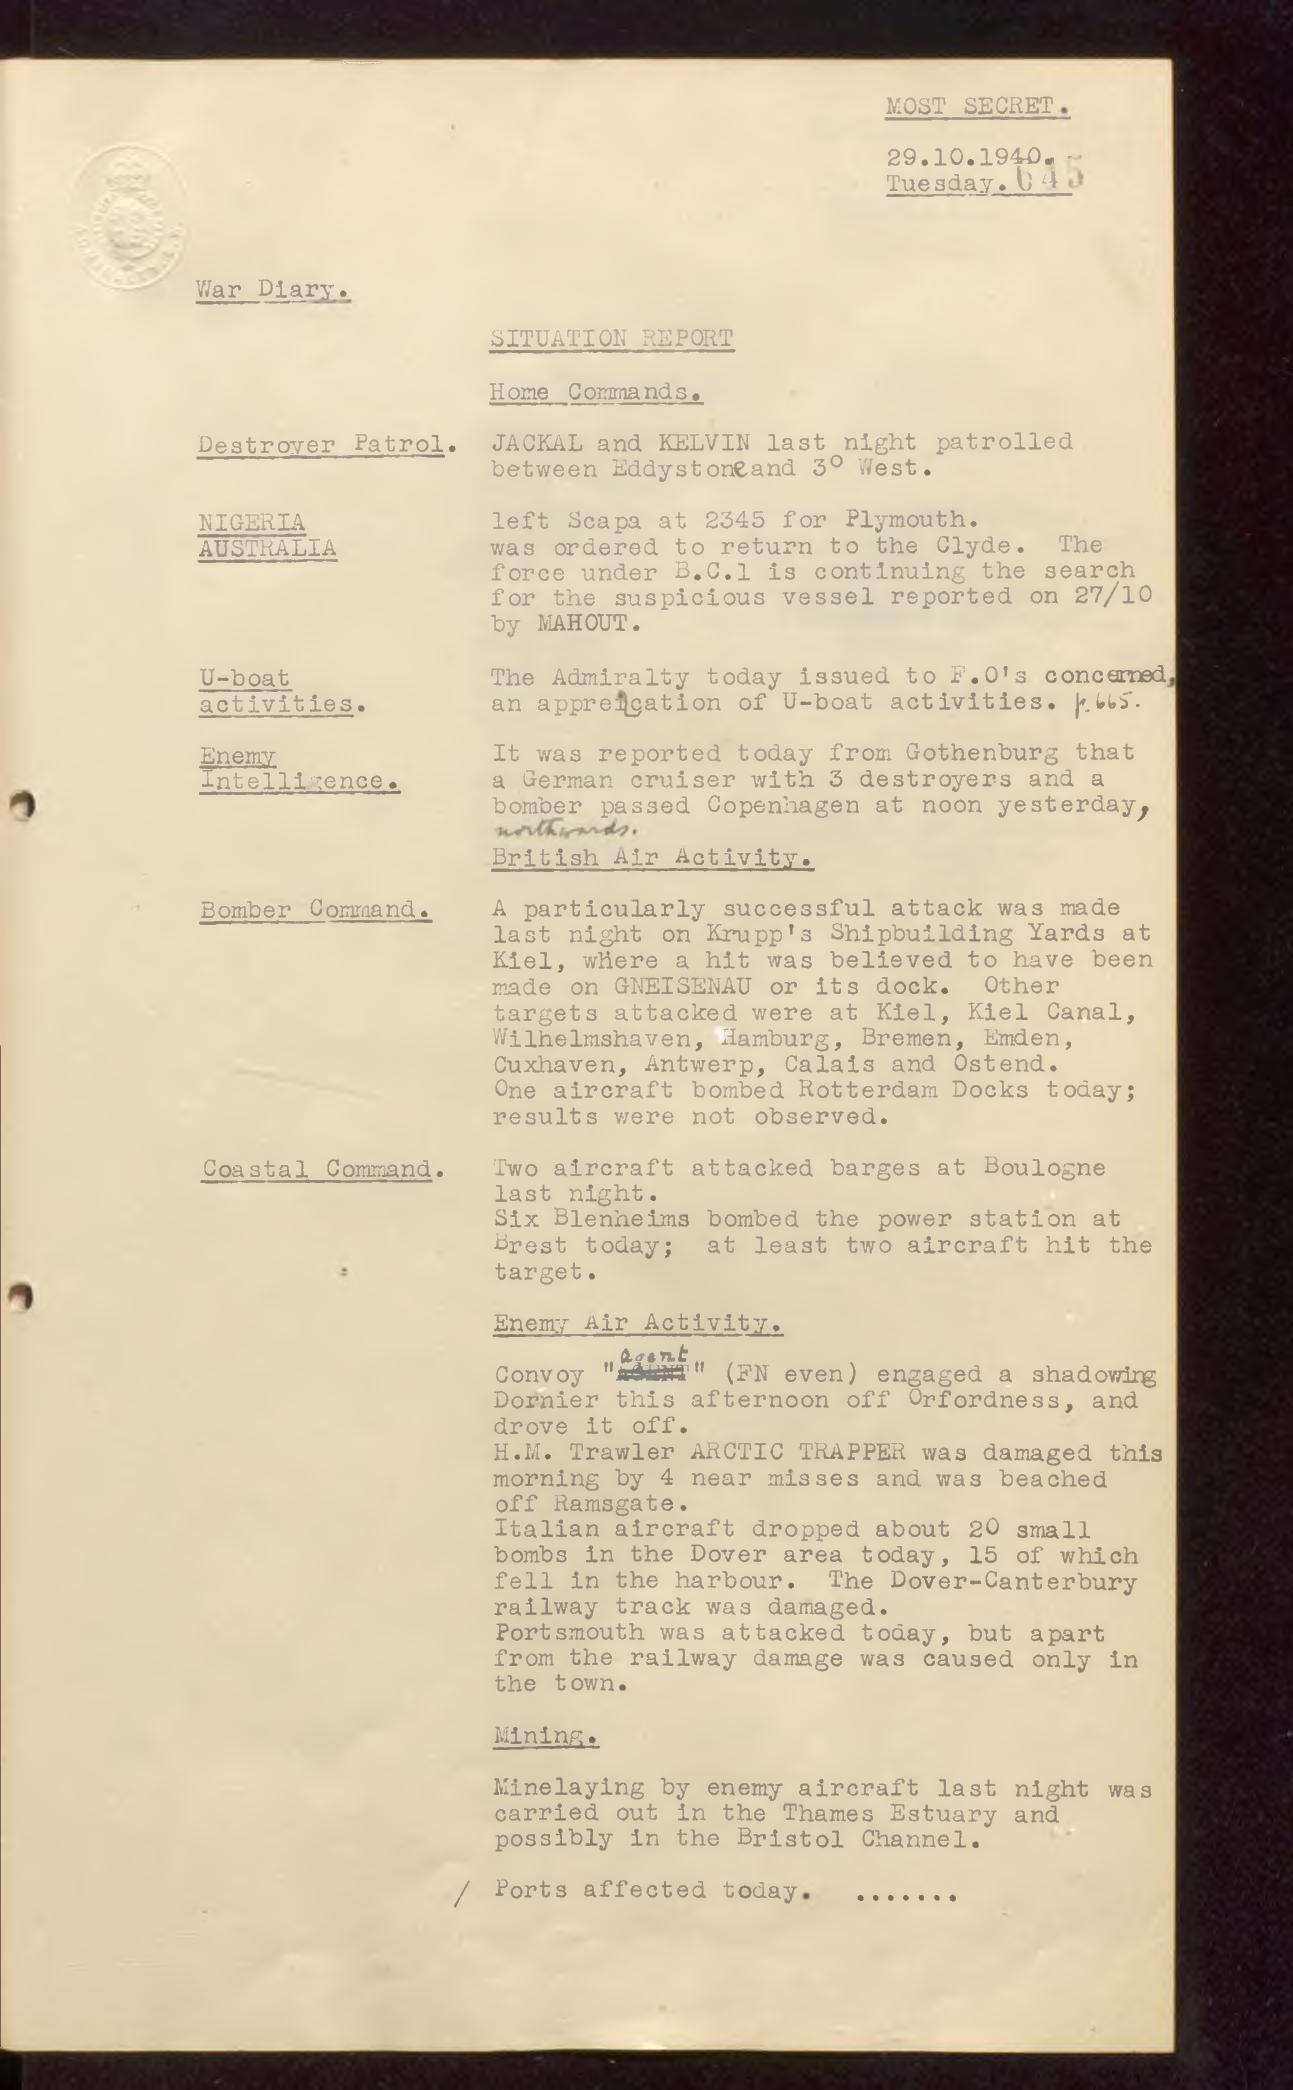 MOST SECRET.
29.10.1940.
Tuesday. 645
War Diary.
SITUATION REPORT
Home Commands.
Destroyer Patrol. JACKAL and KELVIN last night patrolled
between Eddystone and 3° West.
NIGERIA left Scapa at 2345 for Plymouth.
AUSTRALIA was ordered to return to the Clyde. The
force under B.C.1 is continuing the search
for the suspicious vessel reported on 27/10
by MAHOUT.
U-boat The Admiralty today issued to F.O's concerned,
activities. an appreciation of U-boat activities. p.665.
Enemy It was reported today from Gothenburg that
Intelligence. a German cruiser with 3 destroyers and a
bomber passed Copenhagen at noon yesterday,
northwards.
British Air Activity.
Bomber Command. A particularly successful attack was made
last night on Krupp's Shipbuilding Yards at
Kiel, where a hit was believed to have been
made on GNEISENAU or its dock. Other
targets attacked were at Kiel, Kiel Canal,
Wilhelmshaven, Hamburg, Bremen, Emden,
Cuxhaven, Antwerp, Calais and Ostend.
One aircraft bombed Rotterdam Docks today;
results were not observed.
Coastal Command. Two aircraft attacked barges at Boulogne
last night.
Six Blenheims bombed the power station at
Brest today; at least two aircraft hit the
target.
Enemy Air Activity.
Agent
Convoy "" (FN even) engaged a shadowing
Dornier this afternoon off Orfordness, and
drove it off.
H.M. Trawler ARCTIC TRAPPER was damaged this
morning by 4 near misses and was beached
off Ramsgate.
Italian aircraft dropped about 20 small
bombs in the Dover area today, 15 of which
fell in the harbour. The Dover-Canterbury
railway track was damaged.
Portsmouth was attacked today, but apart
from the railway damage was caused only in
the town.
Mining.
Minelaying by enemy aircraft last night was
carried out in the Thames Estuary and
possibly in the Bristol Channel.
/ Ports affected today. .......